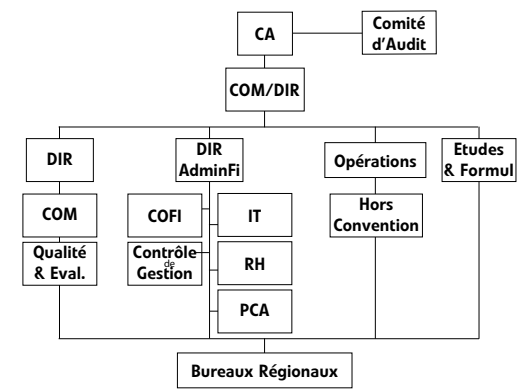 CA
Comité
d'Audit
COM/DIR
DIR
DIR
AdminFi
Opérations
Etudes
& Formul
COM
COFI
IT
Hors
Convention
Qualité
& Eval.
Contrôle
de
Gestion
RH
PCA
Bureaux Régionaux